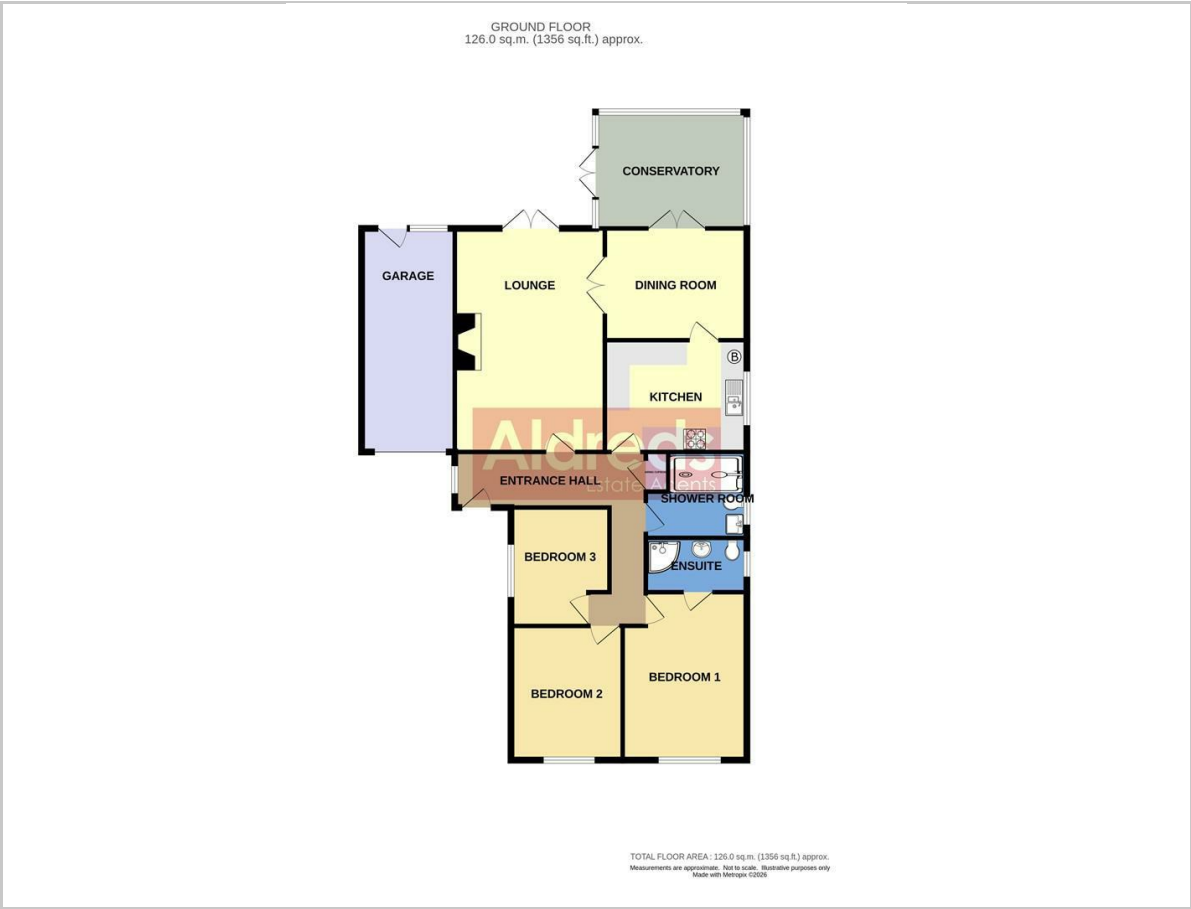 GROUND FLOOR
126.0 sq.m. (1356 sq.ft.) approx.
CONSERVATORY
GARAGE
LOUNGE
DINING ROOM
B
KITCHEN
Aldreds
Estate Agents
ENTRANCE HALL
SHOWER ROOM
BEDROOM 3
ENSUITE
BEDROOM 1
BEDROOM 2
TOTAL FLOOR AREA : 126.0 sq.m. (1356 sq.ft.) approx.
Measurements are approximate. Not to scale. Illustrative purposes only
Made with Metropix ©2026